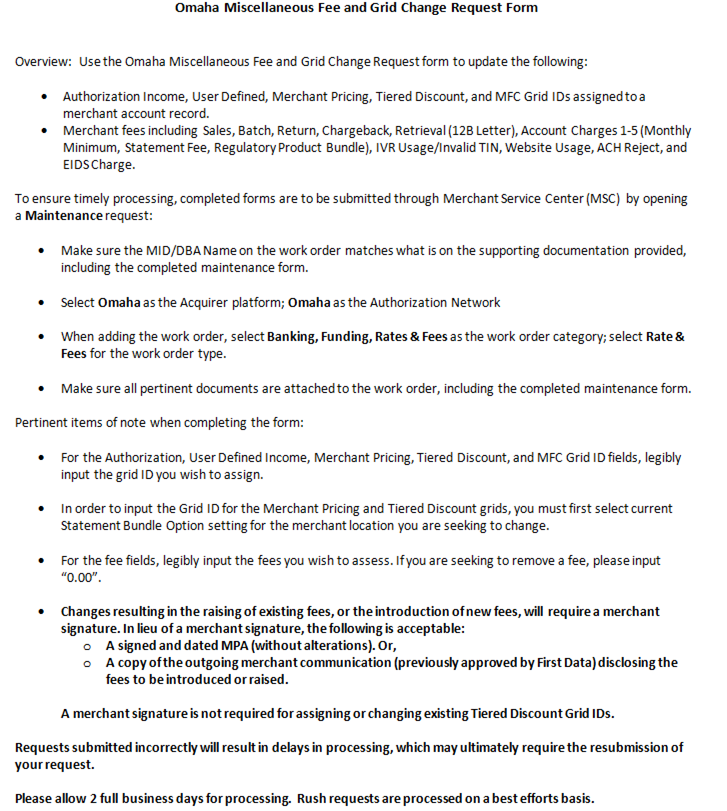 Omaha Miscellaneous Fee and Grid Change Request Form
Overview: Use the Omaha Miscellaneous Fee and Grid Change Request form to update the following:
• Authorization Income, User Defined, Merchant Pricing, Tiered Discount, and MFC Grid IDs assigned to a
merchant account record.
• Merchant fees including Sales, Batch, Return, Chargeback, Retrieval (12B Letter), Account Charges 1-5 (Monthly
Minimum, Statement Fee, Regulatory Product Bundle), IVR Usage/Invalid TIN, Website Usage, ACH Reject, and
EIDS Charge.
To ensure timely processing, completed forms are to be submitted through Merchant Service Center (MSC) by opening
a Maintenance request:
• Make sure the MID/DBA Name on the work order matches what is on the supporting documentation provided,
including the completed maintenance form.
• Select Omaha as the Acquirer platform; Omaha as the Authorization Network
• When adding the work order, select Banking, Funding, Rates & Fees as the work order category; select Rate &
Fees for the work order type.
• Make sure all pertinent documents are attached to the work order, including the completed maintenance form.
Pertinent items of note when completing the form:
• For the Authorization, User Defined Income, Merchant Pricing, Tiered Discount, and MFC Grid ID fields, legibly
input the grid ID you wish to assign.
• In order to input the Grid ID for the Merchant Pricing and Tiered Discount grids, you must first select current
Statement Bundle Option setting for the merchant location you are seeking to change.
• For the fee fields, legibly input the fees you wish to assess. If you are seeking to remove a fee, please input
“0.00”.
• Changes resulting in the raising of existing fees, or the introduction of new fees, will require a merchant
signature. In lieu of a merchant signature, the following is acceptable:
o A signed and dated MPA (without alterations). Or,
o A copy of the outgoing merchant communication (previously approved by First Data) disclosing the
fees to be introduced or raised.
A merchant signature is not required for assigning or changing existing Tiered Discount Grid IDs.
Requests submitted incorrectly will result in delays in processing, which may ultimately require the resubmission of
your request.
Please allow 2 full business days for processing. Rush requests are processed on a best efforts basis.